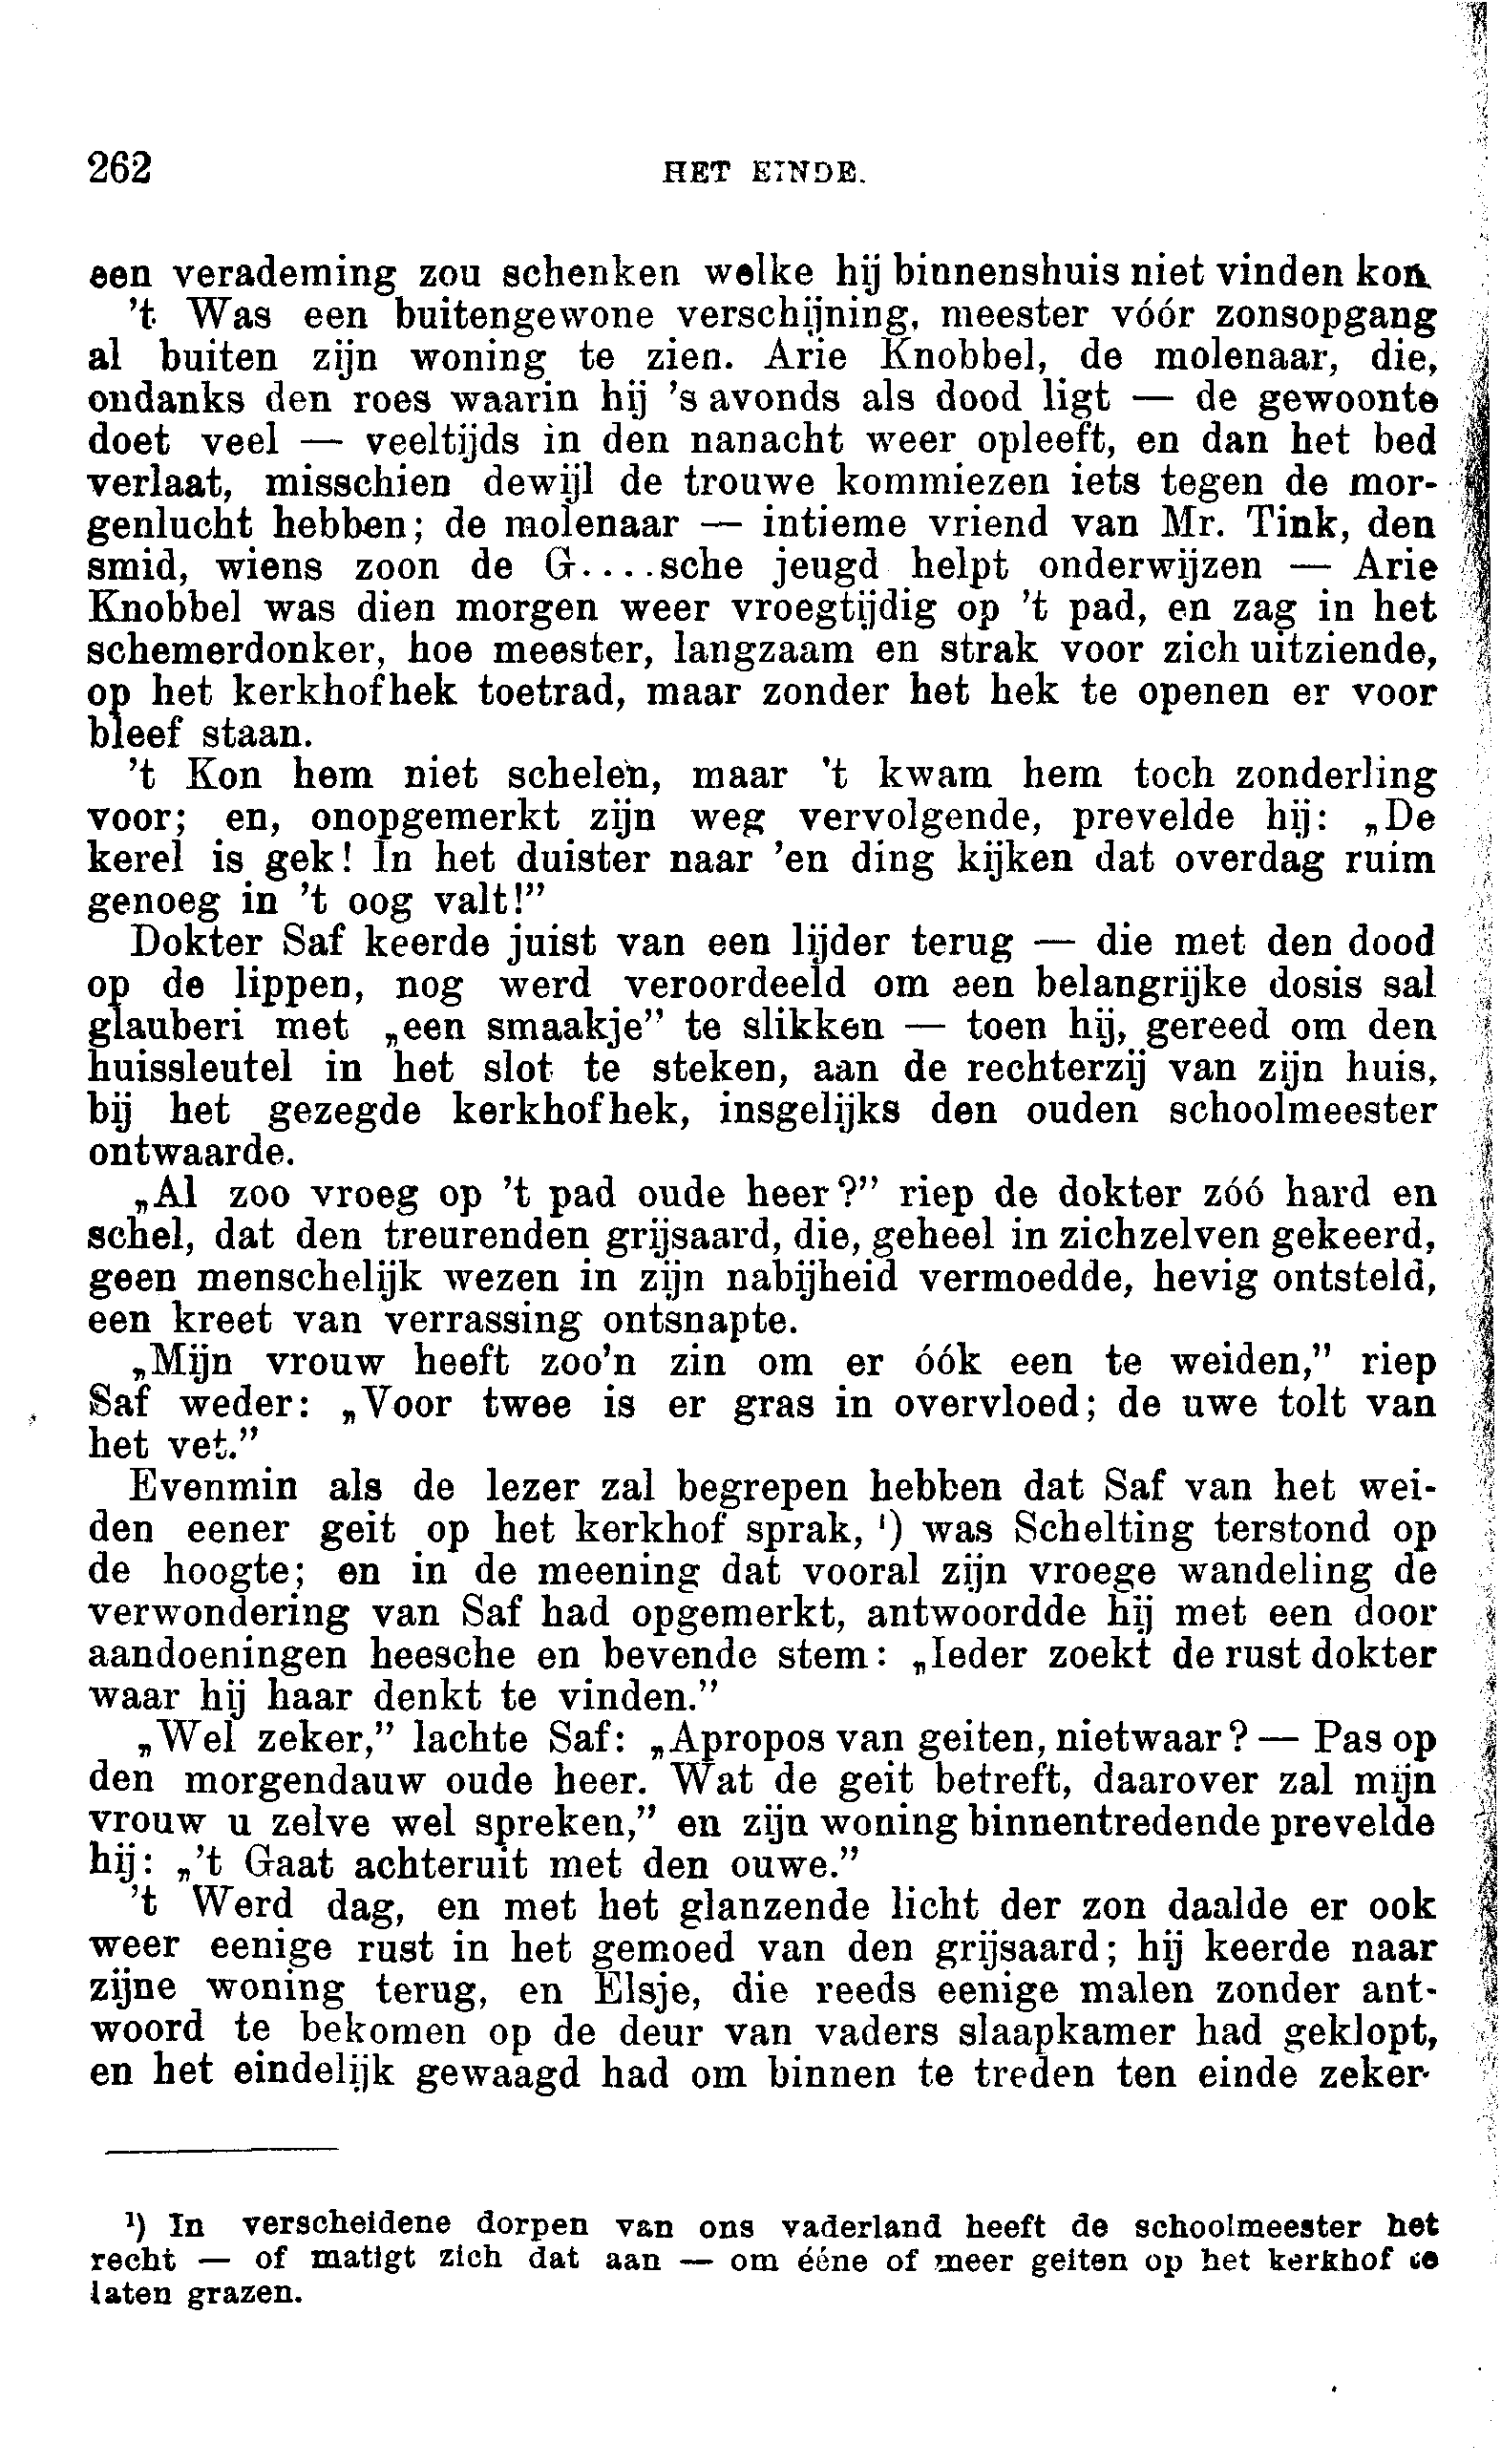 262 HET EINDE.
een verademing zou schenken welke hij binnenshuis niet vinden kon
't Was een buitengewone verschijning, meester vóór zonsopgang
al buiten zijn woning te zien. Arie Knobbel, de molenaar, die,
ondanks den roes waarin hij 's avonds als dood ligt — de gewoonte
doet veel — veeltijds in den nanacht weer opleeft, en dan het bed
verlaat, misschien dewijl de trouwe kommiezen iets tegen de mor-
genlucht hebben; de molenaar — intieme vriend van Mr. Tink, den
smid, wiens zoon de G....sche jeugd helpt onderwijzen — Arie
Knobbel was dien morgen weer vroegtijdig op 't pad, en zag in het
schemerdonker, hoe meester, langzaam en strak voor zich uitziende,
op het kerkhofhek toetrad, maar zonder het hek te openen er voor
bleef staan.
't Kon hem niet schelen, maar 't kwam hem toch zonderling
voor; en, onopgemerkt zijn weg vervolgende, prevelde hij: „De
kerel is gek! In het duister naar 'en ding kijken dat overdag ruim
genoeg in 't oog valt!”
Dokter Saf keerde juist van een lijder terug — die met den dood
op de lippen, nog werd veroordeeld om een belangrijke dosis sal
glauberi met „een smaakje” te slikken — toen hij, gereed om den
huissleutel in het slot te steken, aan de rechterzij van zijn huis,
bij het gezegde kerkhofhek, insgelijks den ouden schoolmeester
ontwaarde.
„Al zoo vroeg op 't pad oude heer?” riep de dokter zóó hard en
schel, dat den treurenden grijsaard, die, geheel in zichzelven gekeerd,
geen menschelijk wezen in zijn nabijheid vermoedde, hevig ontsteld,
een kreet van verrassing ontsnapte.
„Mijn vrouw heeft zoo'n zin om er óók een te weiden,” riep
Saf weder: „Voor twee is er gras in overvloed; de uwe tolt van
het vet.”
Evenmin als de lezer zal begrepen hebben dat Saf van het wei-
den eener geit op het kerkhof sprak, ¹) was Schelting terstond op
de hoogte; en in de meening dat vooral zijn vroege wandeling de
verwondering van Saf had opgemerkt, antwoordde hij met een door
aandoeningen heesche en bevende stem: „Ieder zoekt de rust dokter
waar hij haar denkt te vinden.”
„Wel zeker,” lachte Saf: „Apropos van geiten, nietwaar? — Pas op
den morgendauw oude heer. Wat de geit betreft, daarover zal mijn
vrouw u zelve wel spreken,” en zijn woning binnentredende prevelde
hij: „'t Gaat achteruit met den ouwe.”
't Werd dag, en met het glanzende licht der zon daalde er ook
weer eenige rust in het gemoed van den grijsaard; hij keerde naar
zijne woning terug, en Elsje, die reeds eenige malen zonder ant-
woord te bekomen op de deur van vaders slaapkamer had geklopt,
en het eindelijk gewaagd had om binnen te treden ten einde zeker-
¹) In verscheidene dorpen van ons vaderland heeft de schoolmeester het
recht — of matigt zich dat aan — om ééne of meer geiten op het kerkhof te
laten grazen.